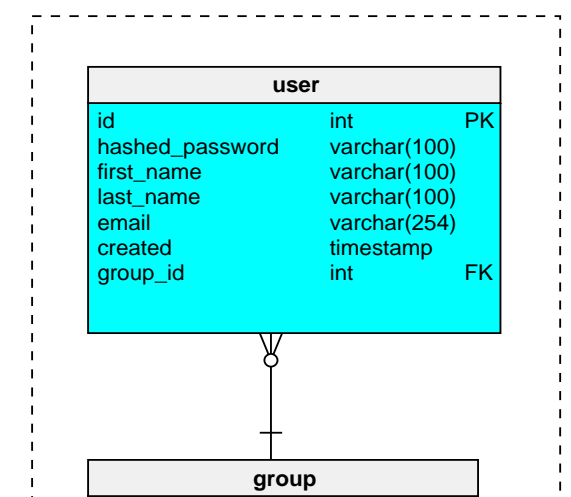 user
id int PK
hashed_password varchar(100)
first_name varchar(100)
last_name varchar(100)
email varchar(254)
created timestamp
group_id int FK
group